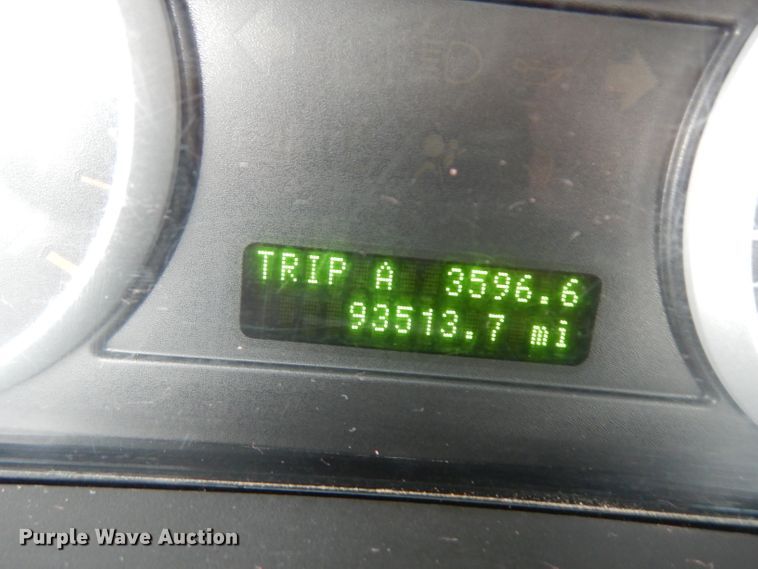 TRIP A 3596.6
93513.7 mi
Purple Wave Auction